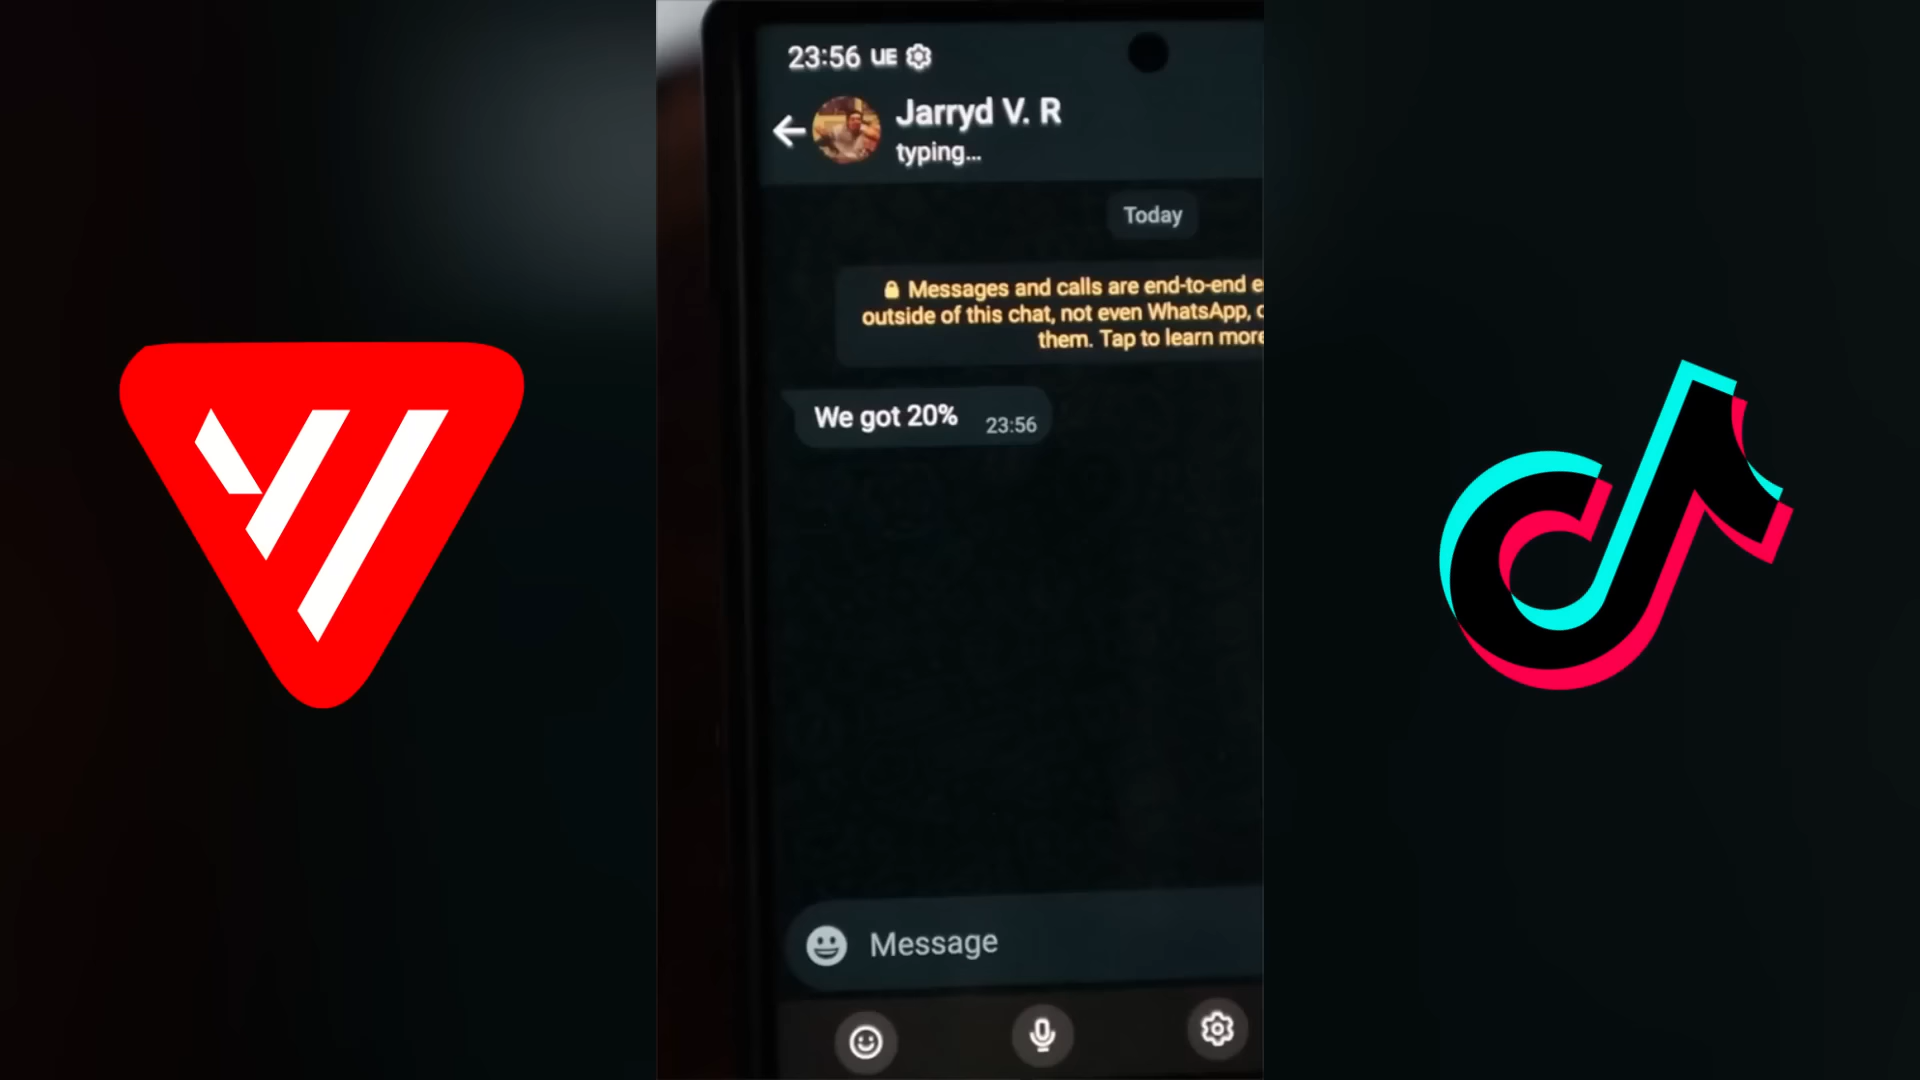 23:56 UE
Jarryd V. R
typing...
Today
Messages and calls are end-to-end e
outside of this chat, not even WhatsApp,
them. Tap to learn more
We got 20% 23:56
Message